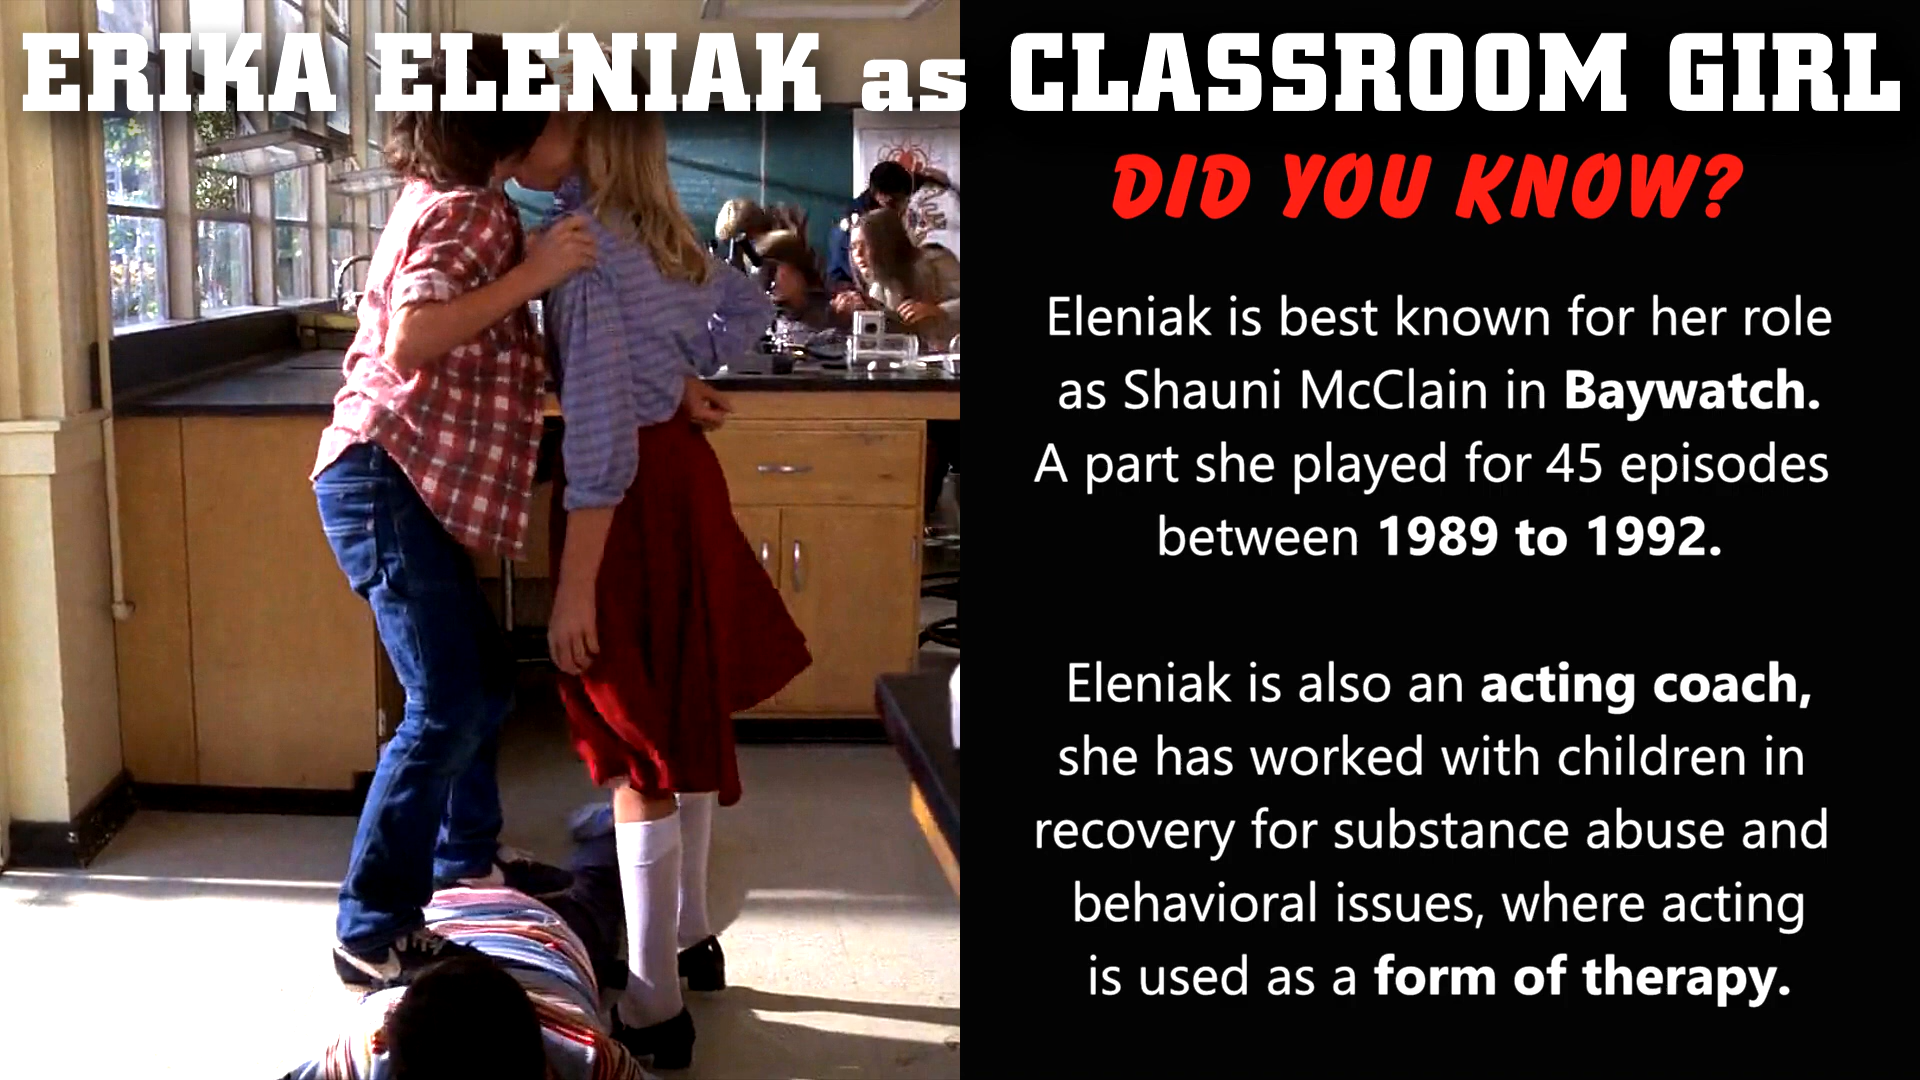 ERIKA ELENIAK as CLASSROOM GIRL
DID YOU KNOW?
Eleniak is best known for her role
as Shauni McClain in Baywatch.
A part she played for 45 episodes
between 1989 to 1992.
Eleniak is also an acting coach,
she has worked with children in
recovery for substance abuse and
behavioral issues, where acting
is used as a form of therapy.